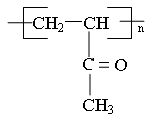 CH₂ CH n
C = O
CH₃